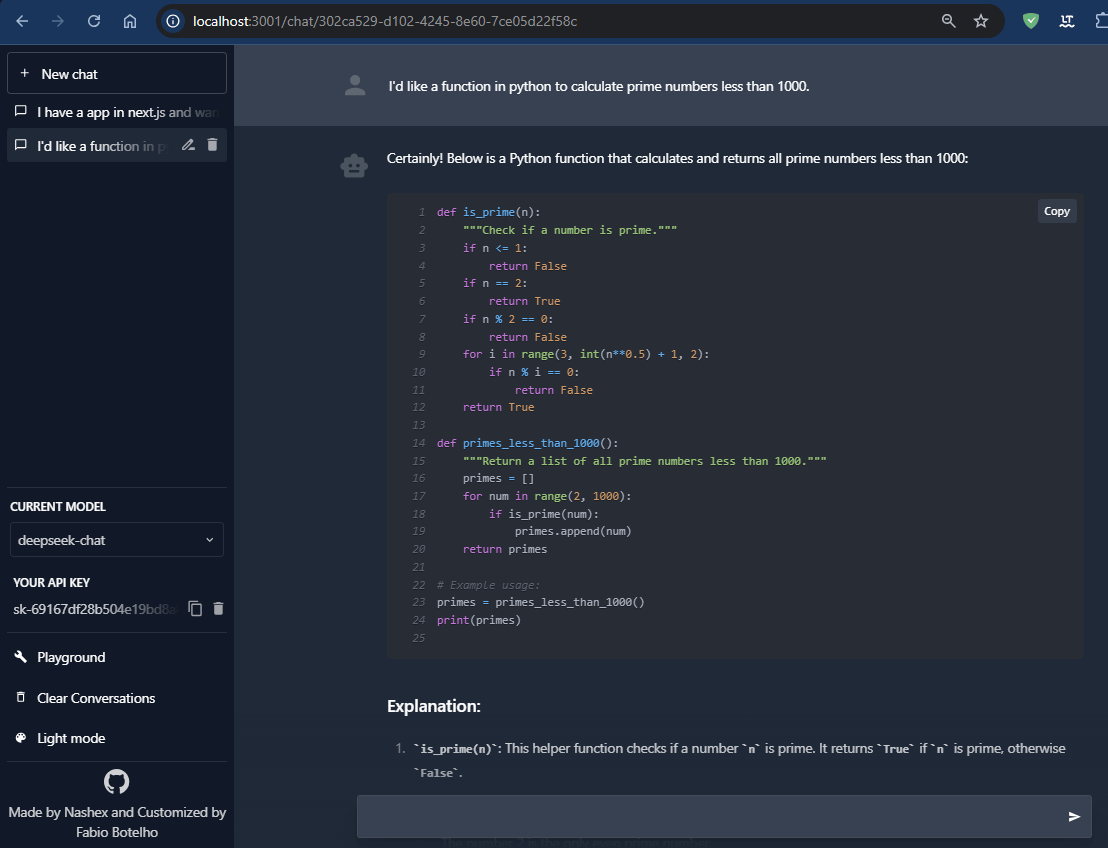 localhost:3001/chat/302ca529-d102-4245-8e60-7ce05d22f58c
+ New chat
I have a app in next.js and wan
I'd like a function in p
CURRENT MODEL
deepseek-chat
YOUR API KEY
sk-69167df28b504e19bd8a
Playground
Clear Conversations
Light mode
Made by Nashex and Customized by
Fabio Botelho
I'd like a function in python to calculate prime numbers less than 1000.
Certainly! Below is a Python function that calculates and returns all prime numbers less than 1000:
Copy
1 def is_prime(n):
2     """Check if a number is prime."""
3     if n <= 1:
4         return False
5     if n == 2:
6         return True
7     if n % 2 == 0:
8         return False
9     for i in range(3, int(n**0.5) + 1, 2):
10         if n % i == 0:
11             return False
12     return True
13
14 def primes_less_than_1000():
15     """Return a list of all prime numbers less than 1000."""
16     primes = []
17     for num in range(2, 1000):
18         if is_prime(num):
19             primes.append(num)
20     return primes
21
22 # Example usage:
23 primes = primes_less_than_1000()
24 print(primes)
25
Explanation:
1. `is_prime(n)`: This helper function checks if a number `n` is prime. It returns `True` if `n` is prime, otherwise
`False`.